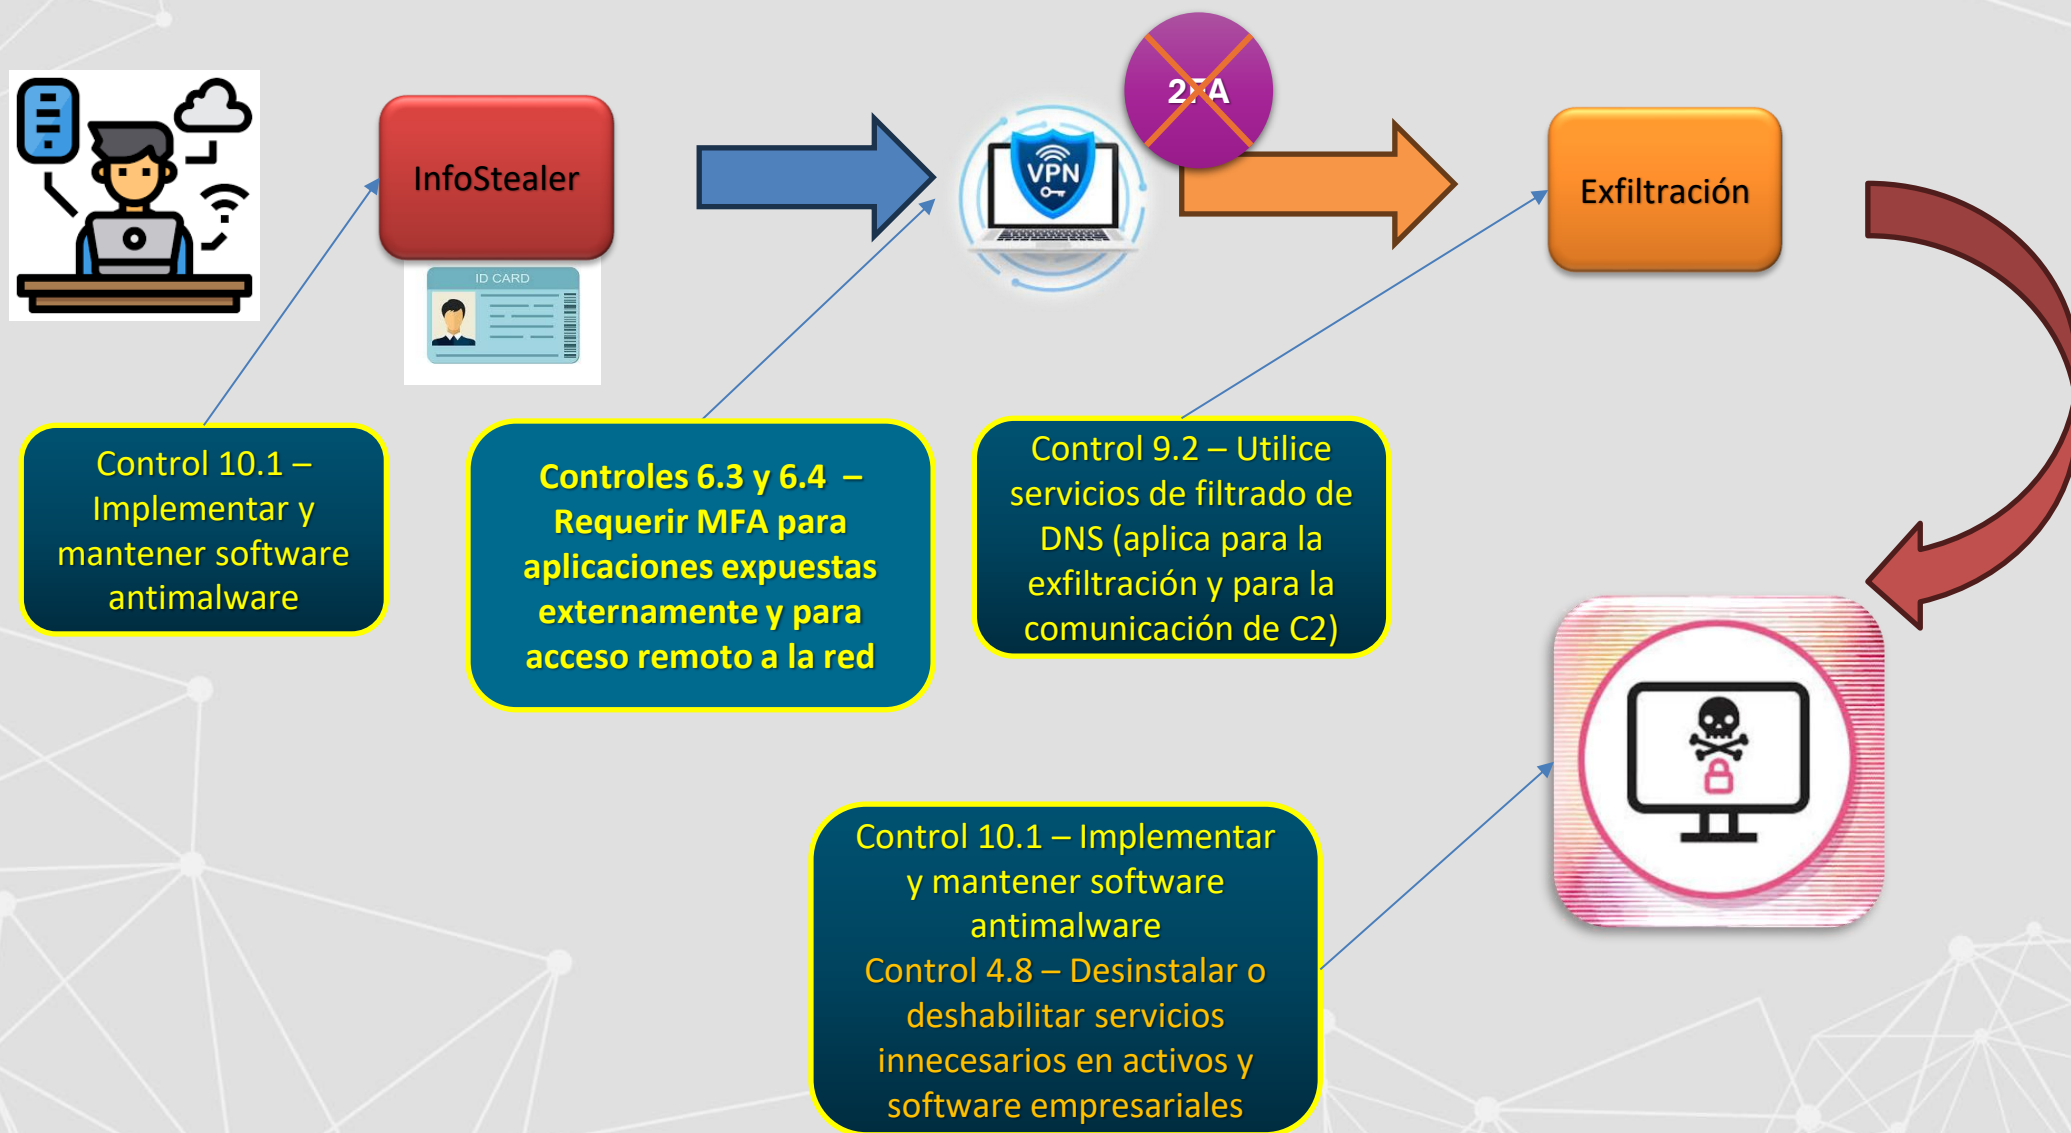 2FA
InfoStealer
VPN
Exfiltración
ID CARD
Control 10.1 –
Implementar y
mantener software
antimalware
Controles 6.3 y 6.4 –
Requerir MFA para
aplicaciones expuestas
externamente y para
acceso remoto a la red
Control 9.2 – Utilice
servicios de filtrado de
DNS (aplica para la
exfiltración y para la
comunicación de C2)
Control 10.1 – Implementar
y mantener software
antimalware
Control 4.8 – Desinstalar o
deshabilitar servicios
innecesarios en activos y
software empresariales